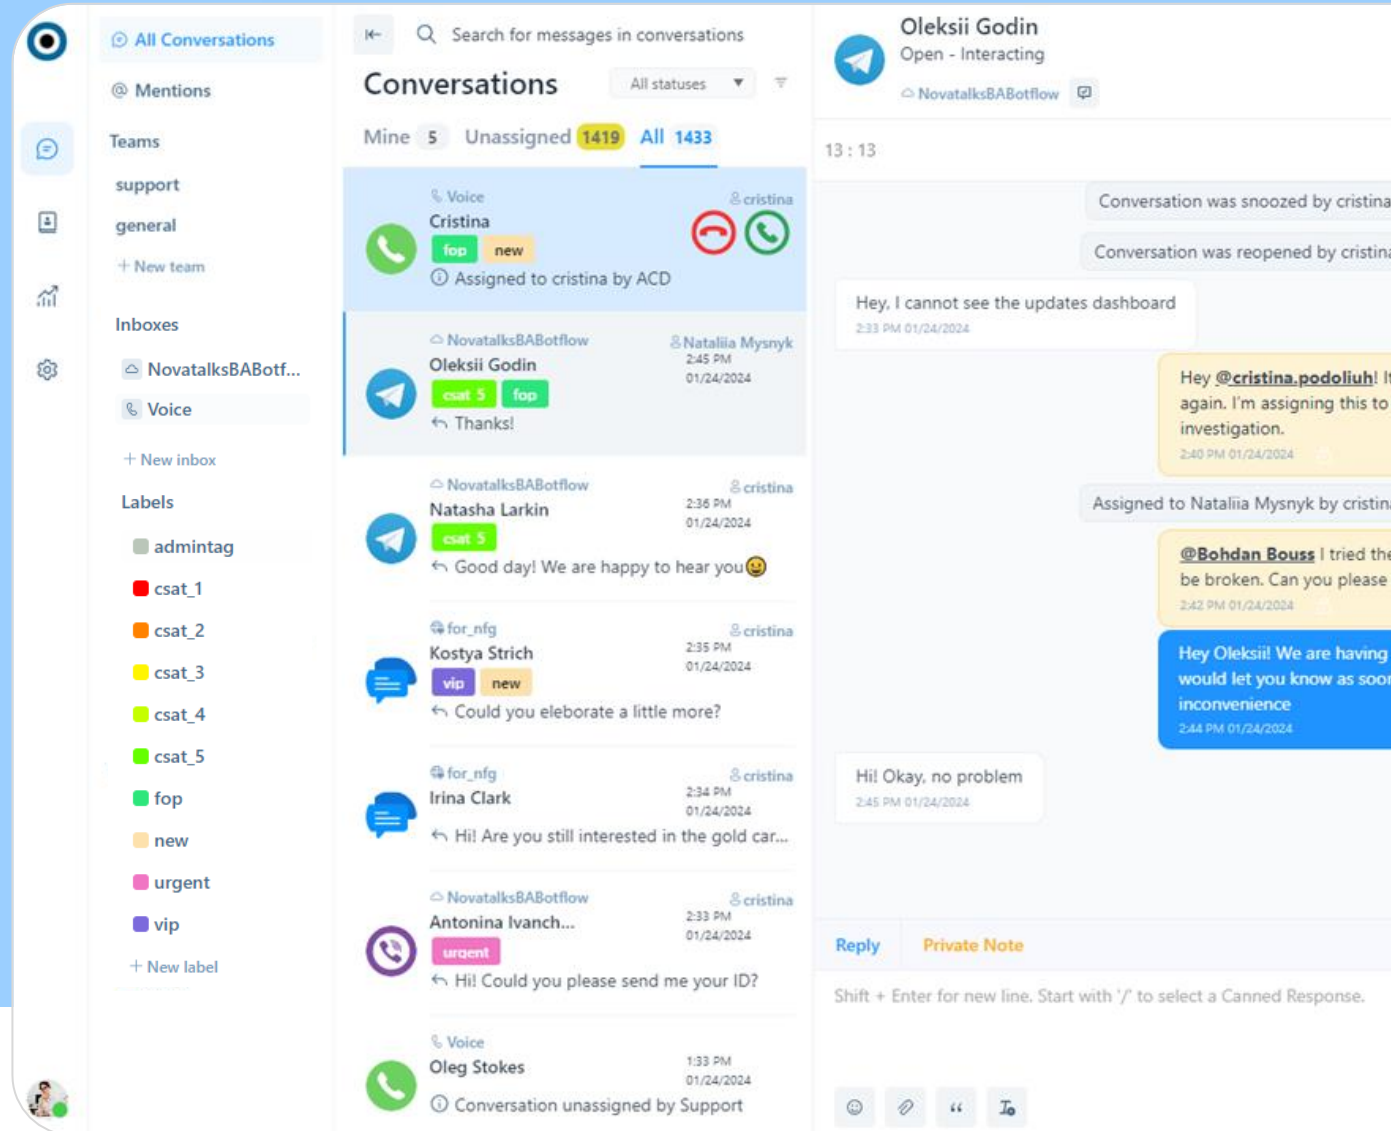 All Conversations
Mentions
Teams
support
general
+ New team
Inboxes
NovatalksBABotf...
Voice
+ New inbox
Labels
admintag
csat_1
csat_2
csat_3
csat_4
csat_5
fop
new
urgent
vip
+ New label
Search for messages in conversations
Conversations
All statuses
Mine 5 Unassigned 1419 All 1433
Voice
cristina
Cristina
fop new
Assigned to cristina by ACD
NovatalksBABotflow
Nataliia Mysnyk
Oleksii Godin
2:45 PM
01/24/2024
csat 5 fop
Thanks!
NovatalksBABotflow
cristina
Natasha Larkin
2:36 PM
01/24/2024
csat 5
Good day! We are happy to hear you
for_nfg
cristina
Kostya Strich
2:35 PM
01/24/2024
vip new
Could you eleborate a little more?
for_nfg
cristina
Irina Clark
2:34 PM
01/24/2024
Hi! Are you still interested in the gold car...
NovatalksBABotflow
cristina
Antonina Ivanch...
2:33 PM
01/24/2024
urgent
Hi! Could you please send me your ID?
Voice
Oleg Stokes
1:33 PM
01/24/2024
Conversation unassigned by Support
Oleksii Godin
Open - Interacting
NovatalksBABotflow
13 : 13
Conversation was snoozed by cristina
Conversation was reopened by cristina
Hey, I cannot see the updates dashboard
2:33 PM 01/24/2024
Hey @cristina.podoliuh! It
again. I'm assigning this to
investigation.
2:40 PM 01/24/2024
Assigned to Nataliia Mysnyk by cristina
@Bohdan Bouss I tried the
be broken. Can you please
2:42 PM 01/24/2024
Hey Oleksii! We are having
would let you know as soon
inconvenience
2:44 PM 01/24/2024
Hi! Okay, no problem
2:45 PM 01/24/2024
Reply Private Note
Shift + Enter for new line. Start with '/' to select a Canned Response.